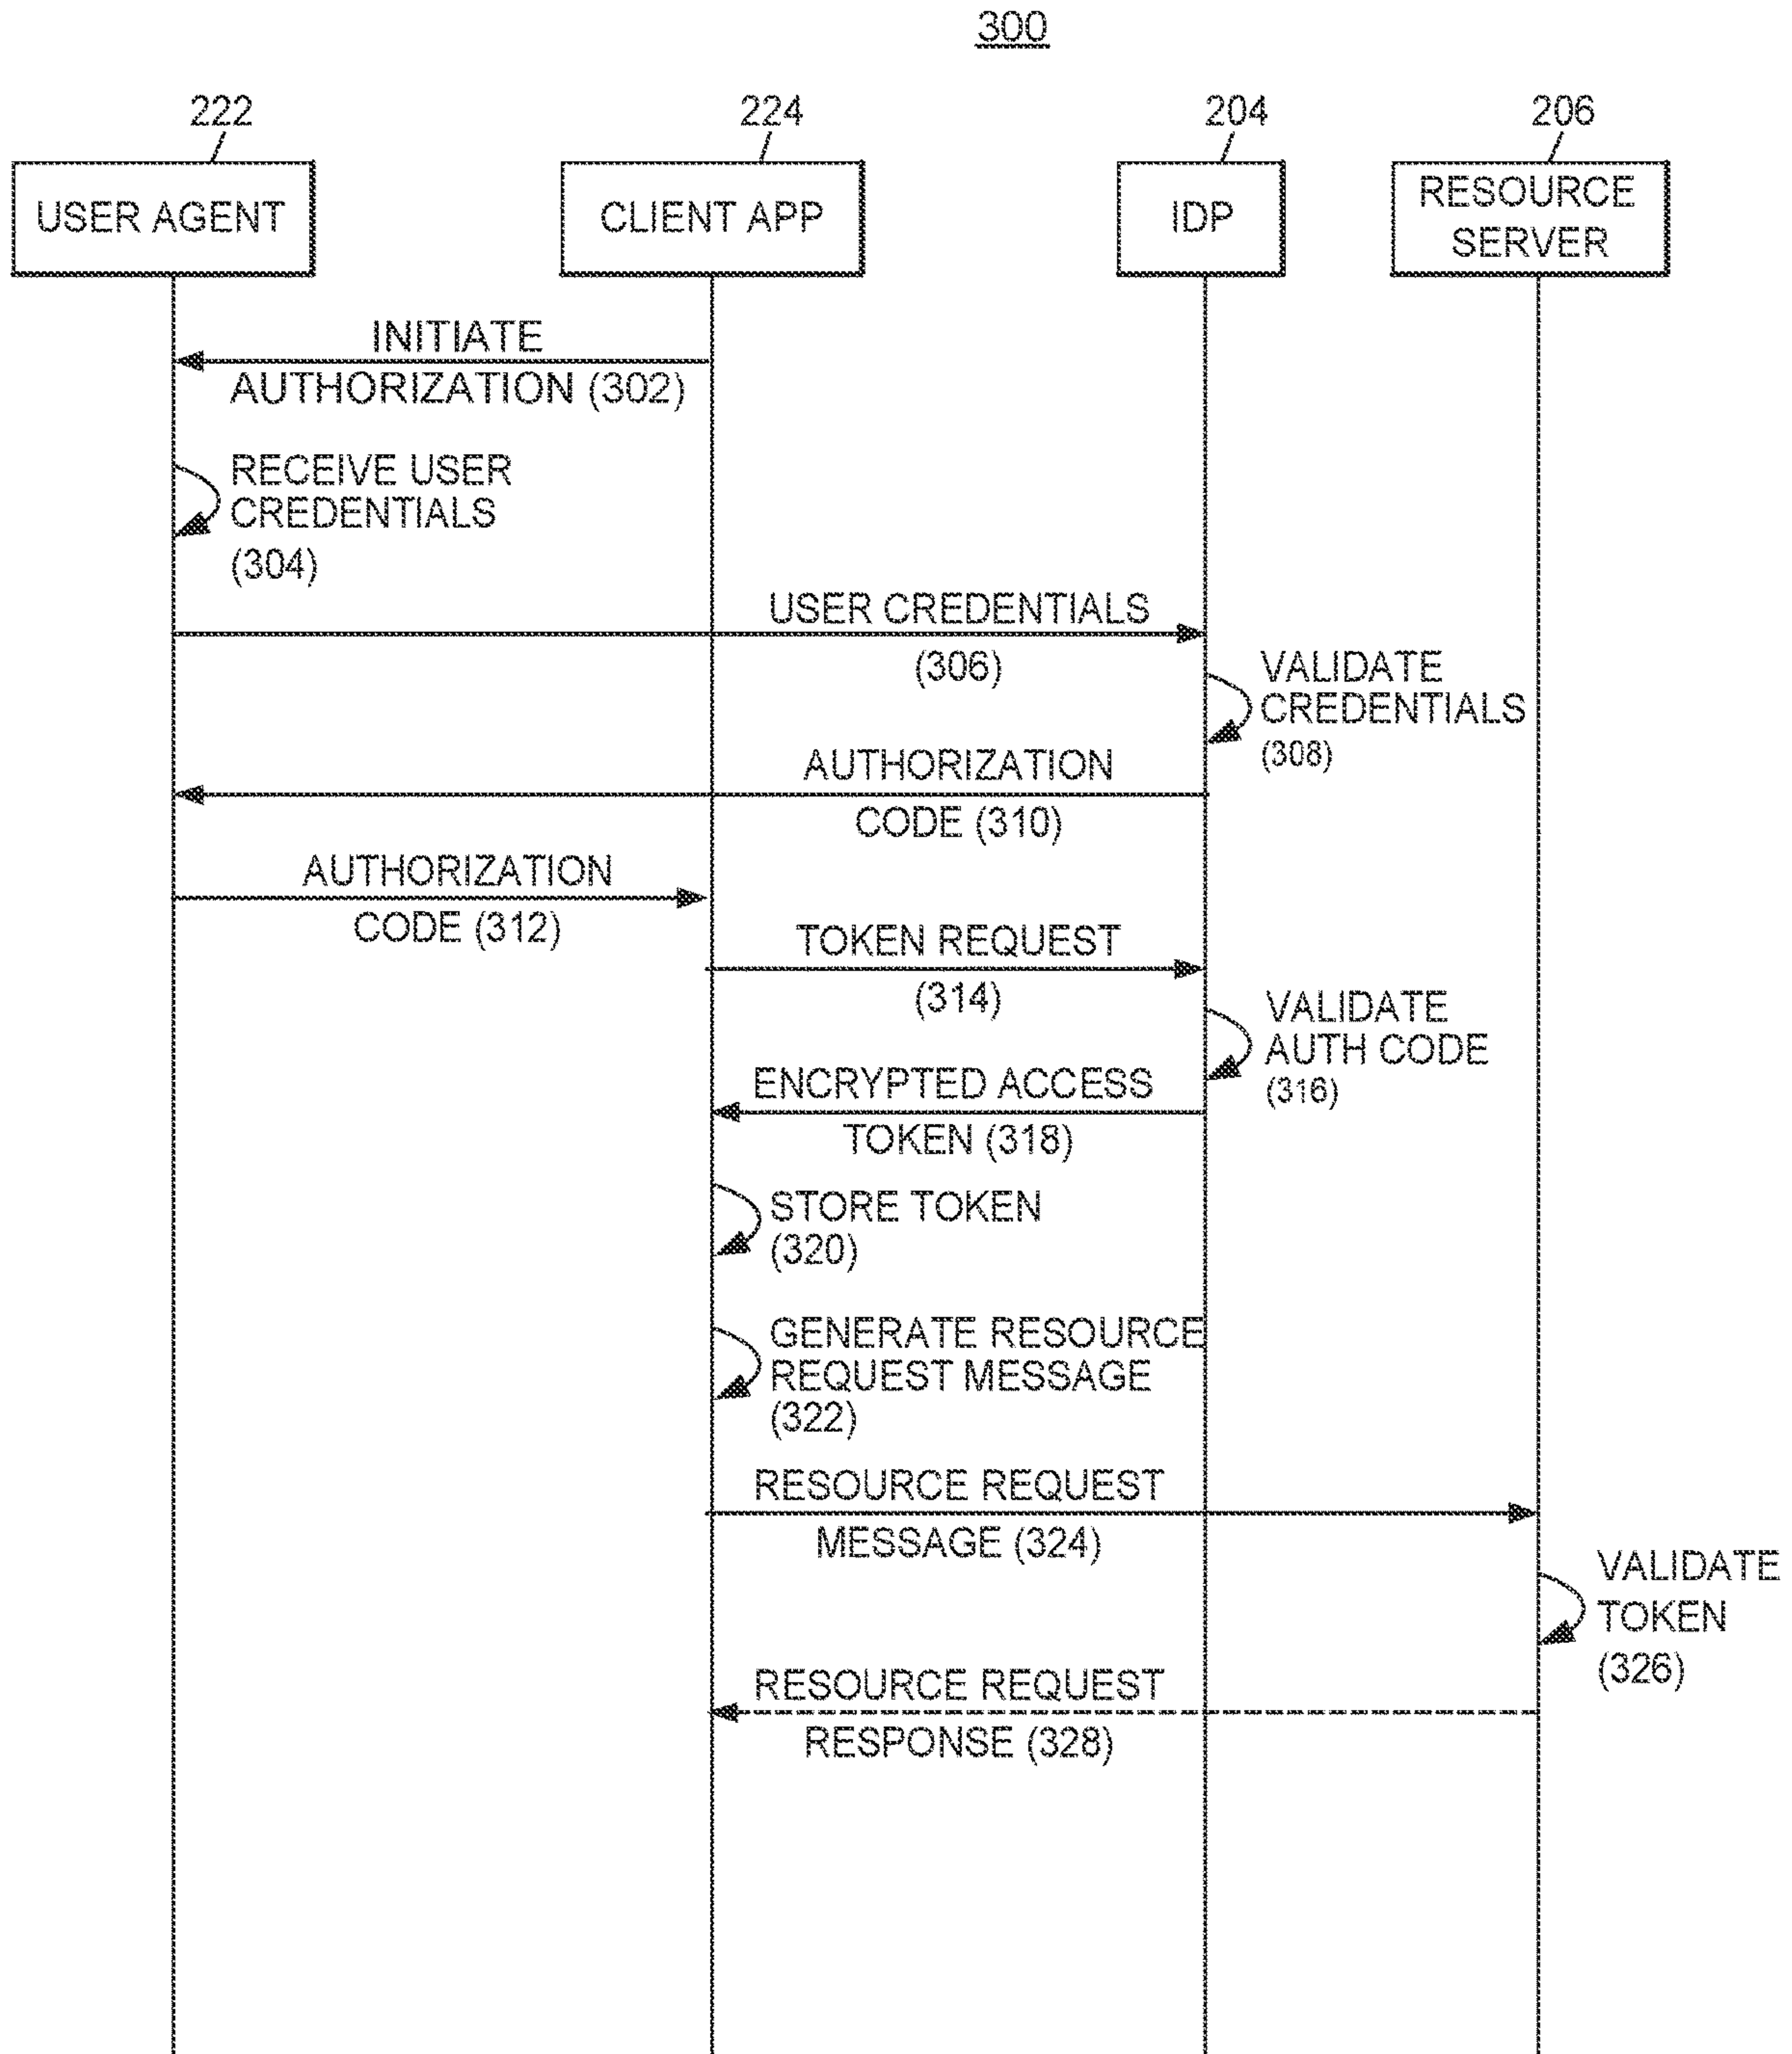 300
222
224
204
206
USER AGENT
CLIENT APP
IDP
RESOURCE
SERVER
INITIATE
AUTHORIZATION (302)
RECEIVE USER
CREDENTIALS
(304)
USER CREDENTIALS
(306)
VALIDATE
CREDENTIALS
(308)
AUTHORIZATION
CODE (310)
AUTHORIZATION
CODE (312)
TOKEN REQUEST
(314)
VALIDATE
AUTH CODE
(316)
ENCRYPTED ACCESS
TOKEN (318)
STORE TOKEN
(320)
GENERATE RESOURCE
REQUEST MESSAGE
(322)
RESOURCE REQUEST
MESSAGE (324)
VALIDATE
TOKEN
(326)
RESOURCE REQUEST
RESPONSE (328)